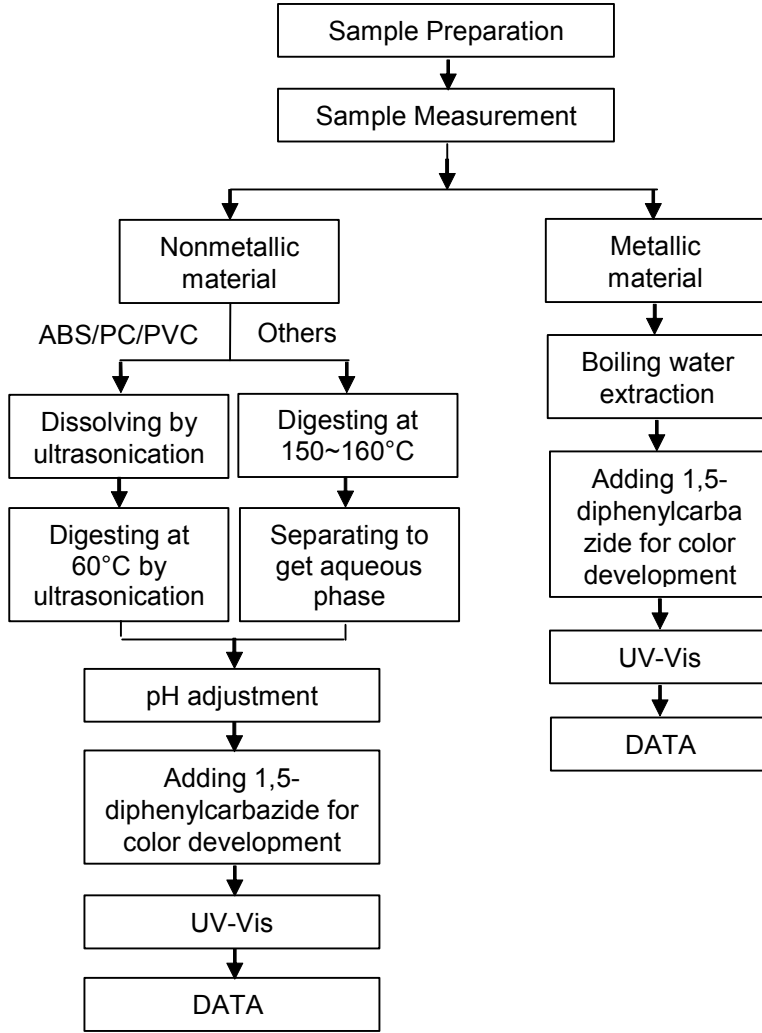 Sample Preparation
Sample Measurement
Nonmetallic
material
Metallic
material
ABS/PC/PVC
Others
Boiling water
extraction
Dissolving by
ultrasonication
Digesting at
150~160°C
Adding 1,5-
diphenylcarba
zide for color
development
Digesting at
60°C by
ultrasonication
Separating to
get aqueous
phase
UV-Vis
pH adjustment
DATA
Adding 1,5-
diphenylcarbazide for
color development
UV-Vis
DATA